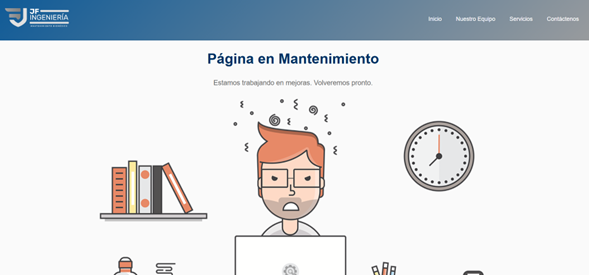 JF
INGENIERÍA
Inicio Nuestro Equipo Servicios Contáctenos
Página en Mantenimiento
Estamos trabajando en mejoras. Volveremos pronto.